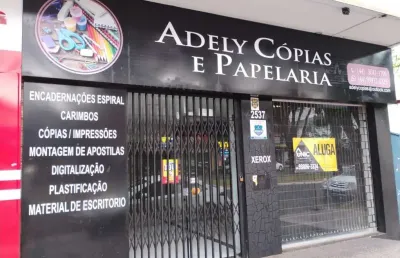 ADELY CÓPIAS
E PAPELARIA
ENCADERNAÇÕES ESPIRAL
CARIMBOS
CÓPIAS / IMPRESSÕES
MONTAGEM DE APOSTILAS
DIGITALIZAÇÃO
PLASTIFICAÇÃO
MATERIAL DE ESCRITÓRIO
2537
XEROX
ALUGA